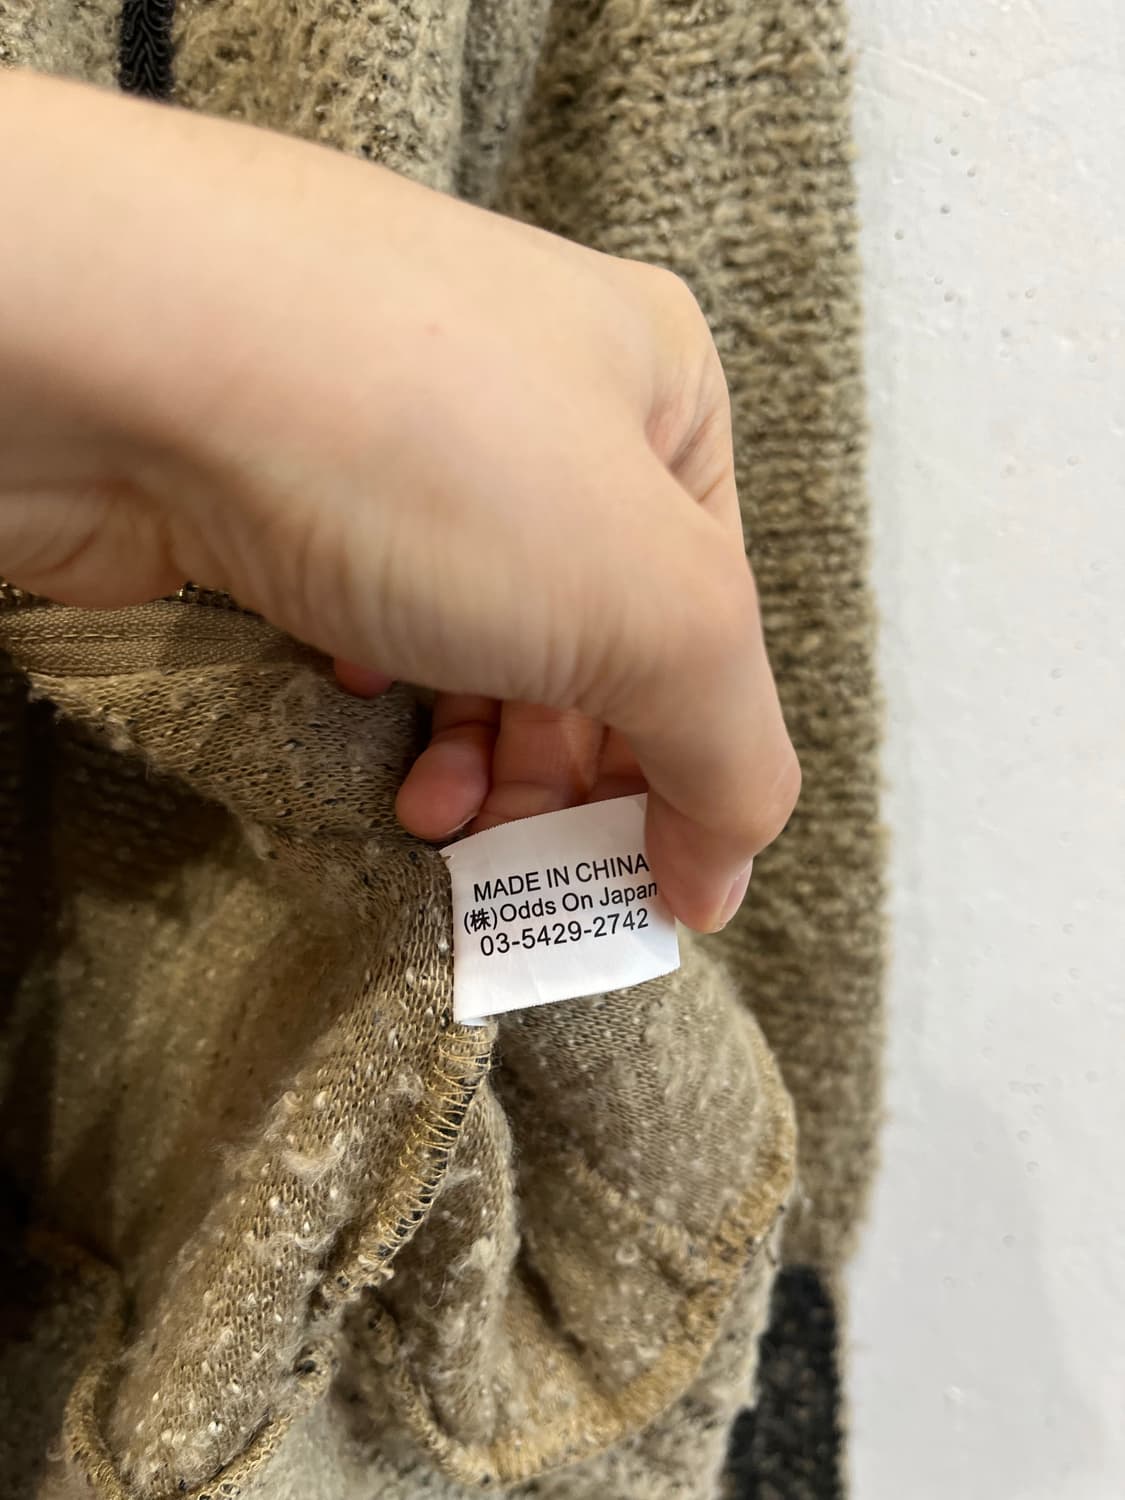 MADE IN CHINA
(株)Odds On Japan
03-5429-2742